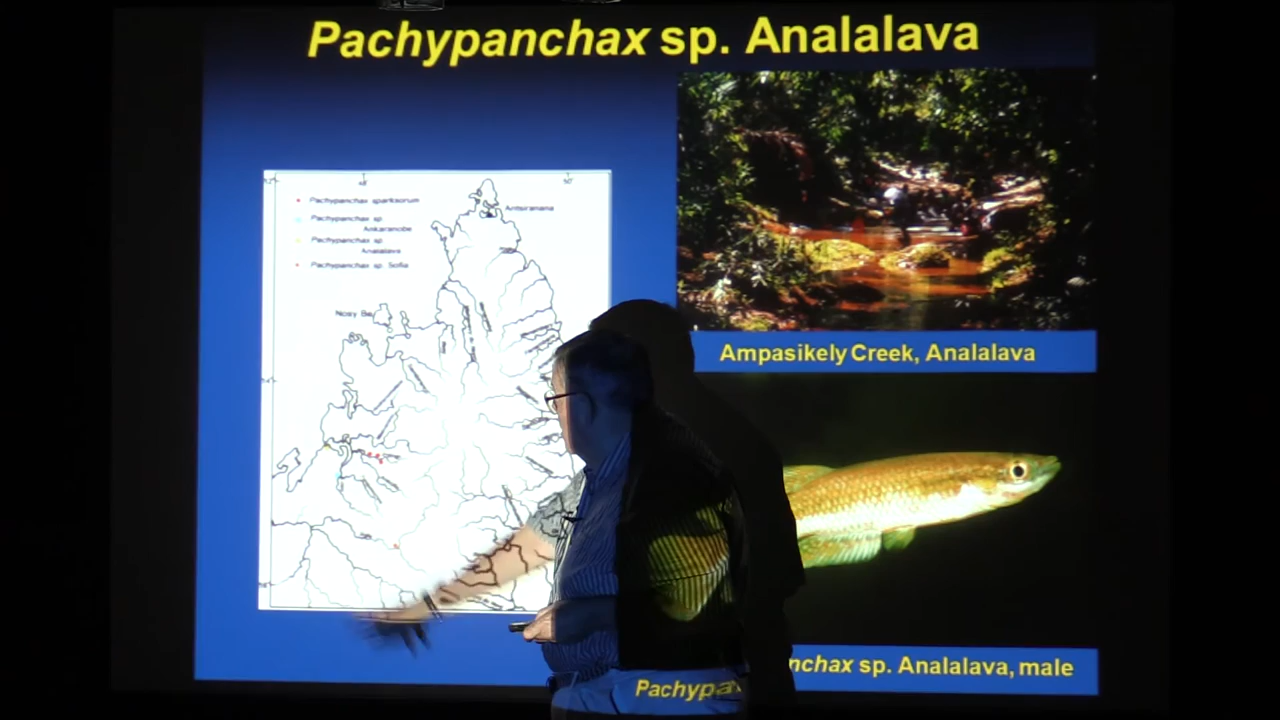 Pachypanchax sp. Analalava
Pachypanchax sparksorum
Pachypanchax sp
Ankaranobe
Pachypanchax sp
Analalava
Pachypanchax sp. Sofia
Antsiranana
Nosy Be
Ampasikely Creek, Analalava
Pachypanchax sp. Analalava, male